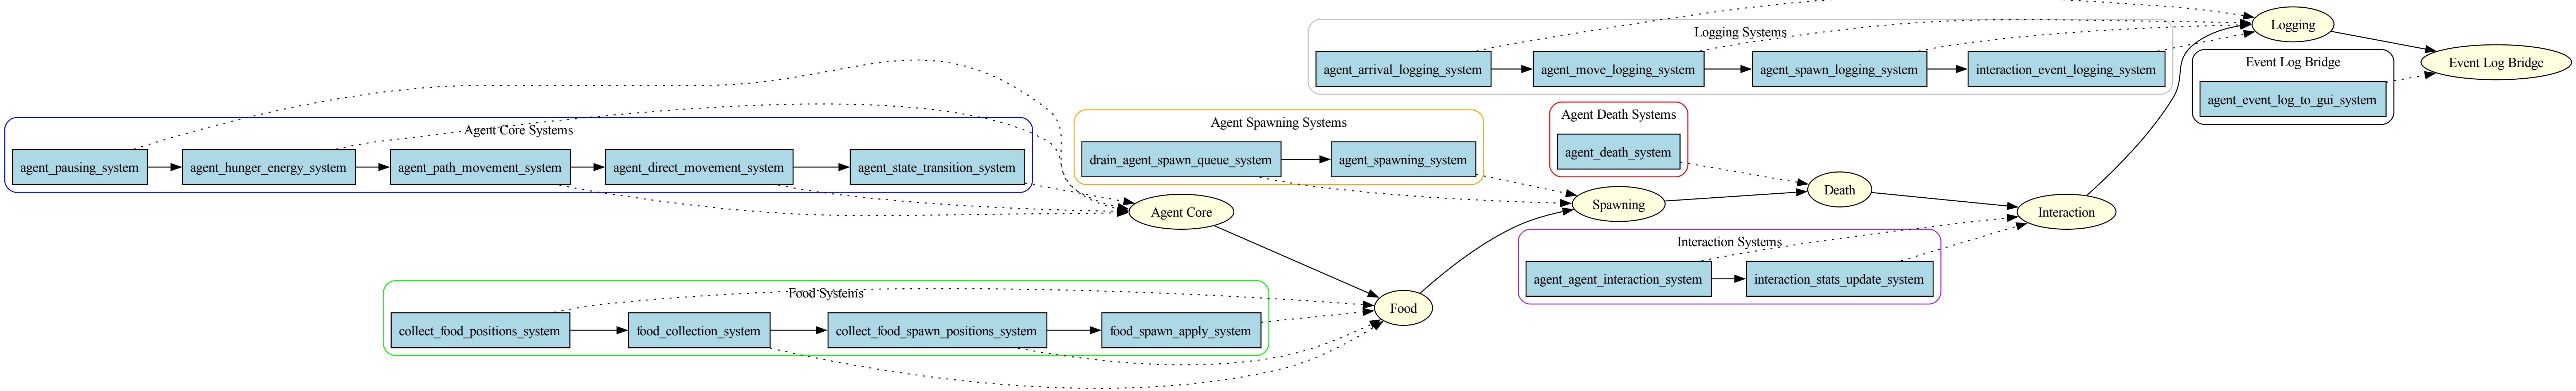 Logging Systems
agent_arrival_logging_system
agent_move_logging_system
agent_spawn_logging_system
interaction_event_logging_system
Logging
Event Log Bridge
agent_event_log_to_gui_system
Event Log Bridge
Agent Core Systems
agent_pausing_system
agent_hunger_energy_system
agent_path_movement_system
agent_direct_movement_system
agent_state_transition_system
Agent Core
Agent Spawning Systems
drain_agent_spawn_queue_system
agent_spawning_system
Spawning
Agent Death Systems
agent_death_system
Death
Interaction Systems
agent_agent_interaction_system
interaction_stats_update_system
Interaction
Food Systems
collect_food_positions_system
food_collection_system
collect_food_spawn_positions_system
food_spawn_apply_system
Food